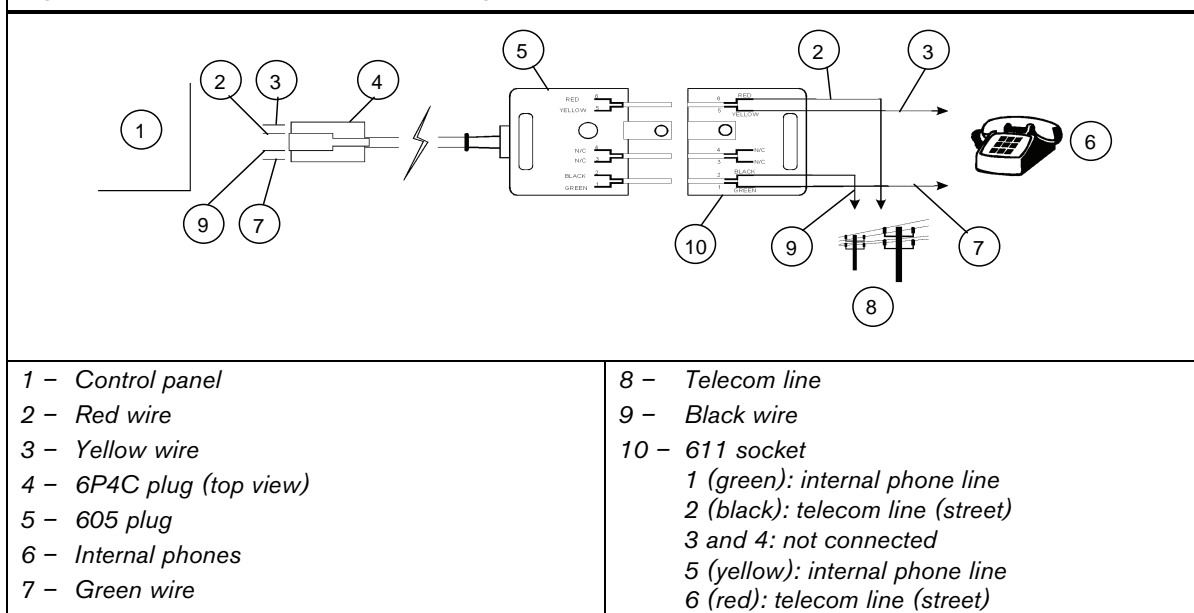 2
3
4
5
2
3
1
6
9
7
10
9
7
8
RED 6
YELLOW 5
N/C 4
N/C 3
BLACK 2
GREEN 1
6 RED
5 YELLOW
4 N/C
3 N/C
2 BLACK
1 GREEN
1 – Control panel
2 – Red wire
3 – Yellow wire
4 – 6P4C plug (top view)
5 – 605 plug
6 – Internal phones
7 – Green wire
8 – Telecom line
9 – Black wire
10 – 611 socket
1 (green): internal phone line
2 (black): telecom line (street)
3 and 4: not connected
5 (yellow): internal phone line
6 (red): telecom line (street)